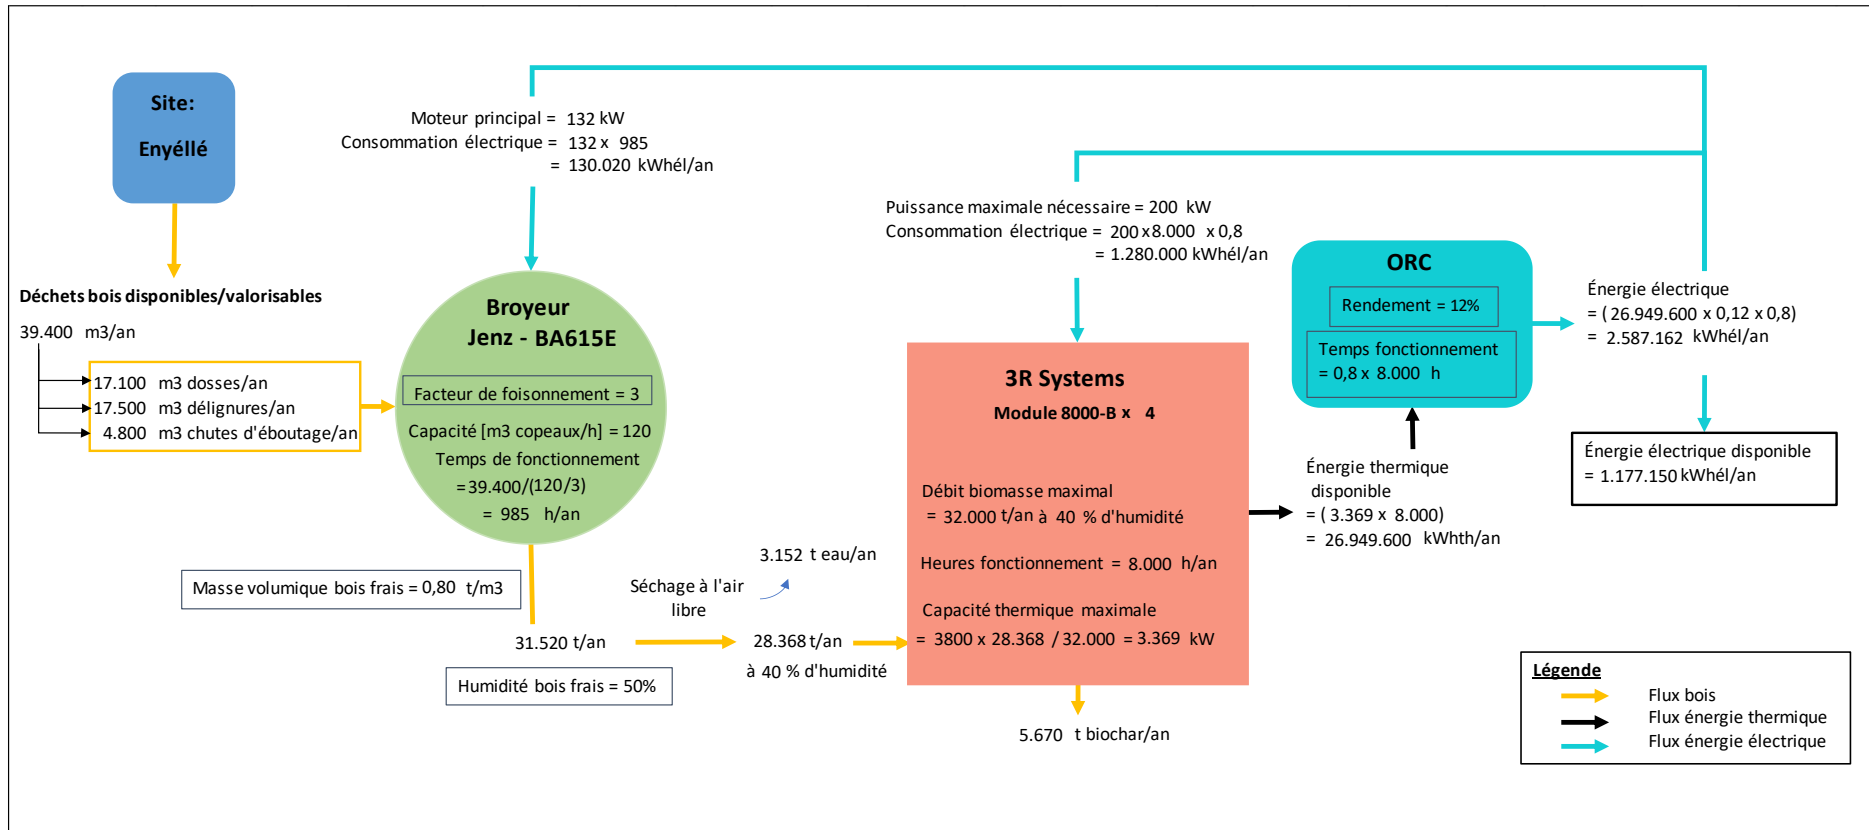 Site:
Enyéllé
Déchets bois disponibles/valorisables
39.400 m3/an
17.100 m3 dosses/an
17.500 m3 délignures/an
4.800 m3 chutes d'éboutage/an
Moteur principal = 132 kW
Consommation électrique = 132 x 985
= 130.020 kWhél/an
Broyeur
Jenz - BA615E
Facteur de foisonnement = 3
Capacité [m3 copeaux/h] = 120
Temps de fonctionnement
=39.400/(120/3)
= 985 h/an
Masse volumique bois frais = 0,80 t/m3
31.520 t/an
Humidité bois frais = 50%
Séchage à l'air
libre
3.152 t eau/an
28.368 t/an
à 40 % d'humidité
Puissance maximale nécessaire = 200 kW
Consommation électrique = 200 x 8.000 x 0,8
= 1.280.000 kWhél/an
3R Systems
Module 8000-B x 4
Débit biomasse maximal
= 32.000 t/an à 40 % d'humidité
Heures fonctionnement = 8.000 h/an
Capacité thermique maximale
= 3800 x 28.368 / 32.000 = 3.369 kW
5.670 t biochar/an
Énergie thermique
disponible
= ( 3.369 x 8.000)
= 26.949.600 kWhth/an
ORC
Rendement = 12%
Temps fonctionnement
= 0,8 x 8.000 h
Énergie électrique
= ( 26.949.600 x 0,12 x 0,8)
= 2.587.162 kWhél/an
Énergie électrique disponible
= 1.177.150 kWhél/an
Légende
Flux bois
Flux énergie thermique
Flux énergie électrique